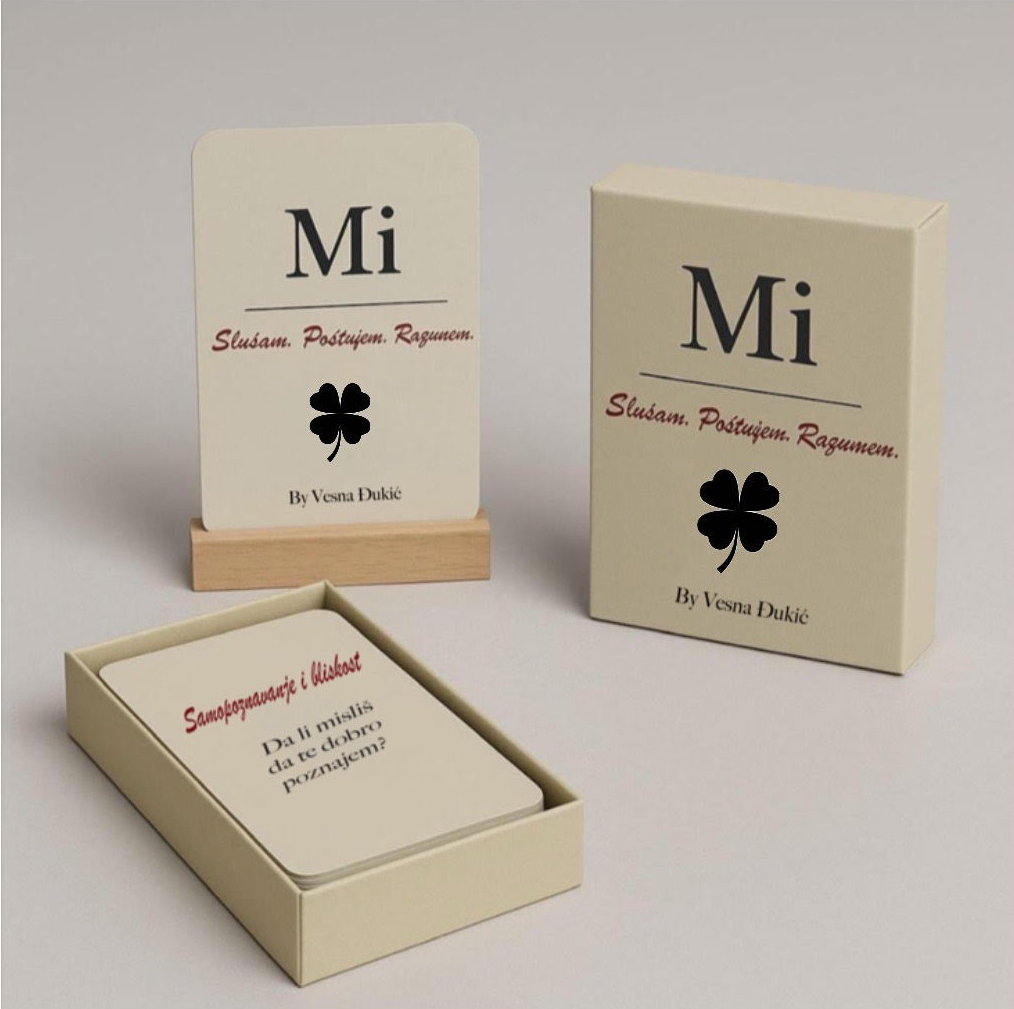 Mi
Slušam. Poštujem. Razunem.
By Vesna Đukić
Mi
Slušam. Poštujem. Razumem.
By Vesna Đukić
Samopoznavanje i bliskost
Da li misliš
da te dobro
poznajem?